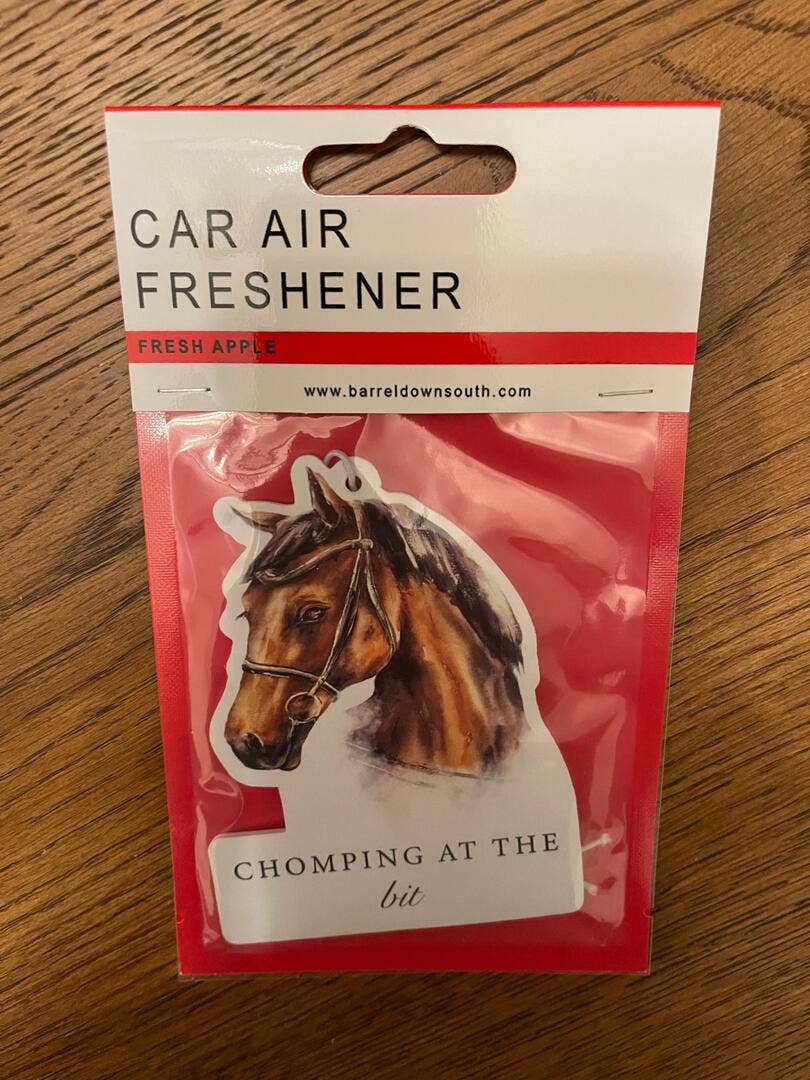 CAR AIR
FRESHENER
FRESH APPLE
www.barreldownsouth.com
CHOMPING AT THE
bit